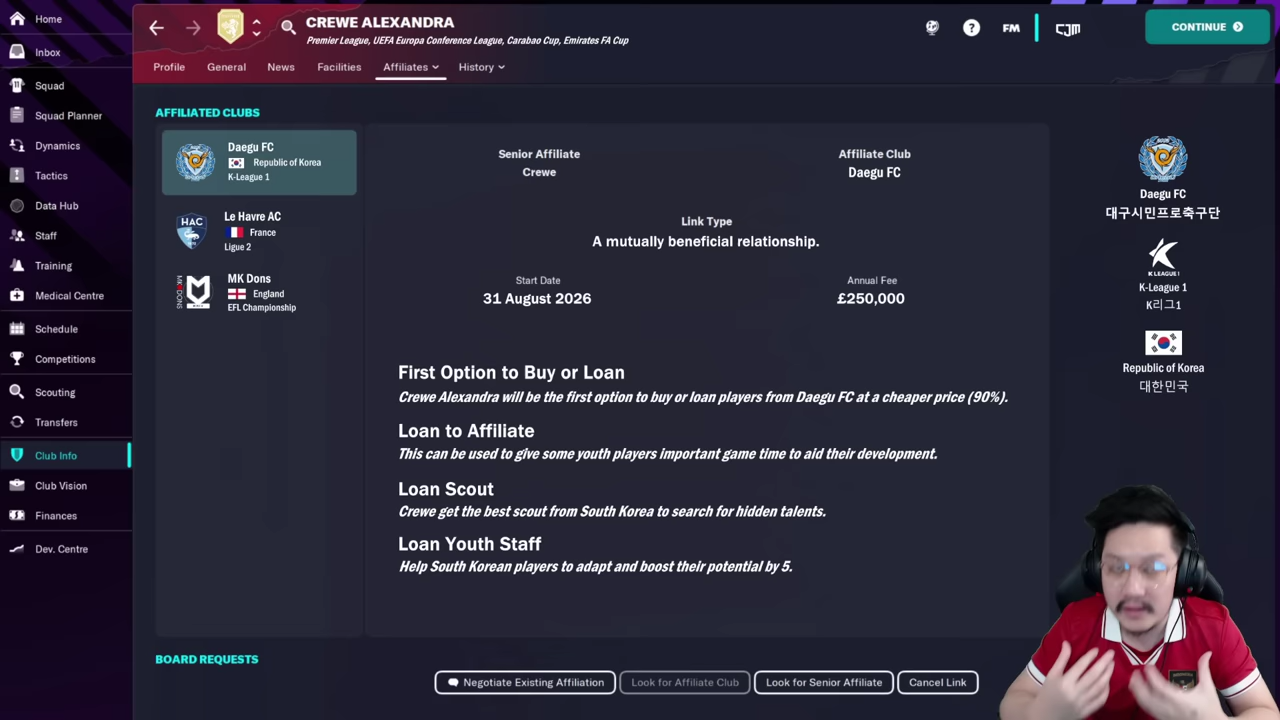 Home
Inbox
Squad
Squad Planner
Dynamics
Tactics
Data Hub
Staff
Training
Medical Centre
Schedule
Competitions
Scouting
Transfers
Club Info
Club Vision
Finances
Dev. Centre
CREWE ALEXANDRA
Premier League, UEFA Europa Conference League, Carabao Cup, Emirates FA Cup
?
FM
CJM
CONTINUE
Profile
General
News
Facilities
Affiliates
History
AFFILIATED CLUBS
Daegu FC
Republic of Korea
K-League 1
HAC
Le Havre AC
France
Ligue 2
MK DONS
MK Dons
England
EFL Championship
Senior Affiliate
Crewe
Affiliate Club
Daegu FC
Link Type
A mutually beneficial relationship.
Start Date
31 August 2026
Annual Fee
£250,000
First Option to Buy or Loan
Crewe Alexandra will be the first option to buy or loan players from Daegu FC at a cheaper price (90%).
Loan to Affiliate
This can be used to give some youth players important game time to aid their development.
Loan Scout
Crewe get the best scout from South Korea to search for hidden talents.
Loan Youth Staff
Help South Korean players to adapt and boost their potential by 5.
Daegu FC
대구시민프로축구단
K LEAGUE 1
K-League 1
K리그1
Republic of Korea
대한민국
BOARD REQUESTS
Negotiate Existing Affiliation
Look for Affiliate Club
Look for Senior Affiliate
Cancel Link